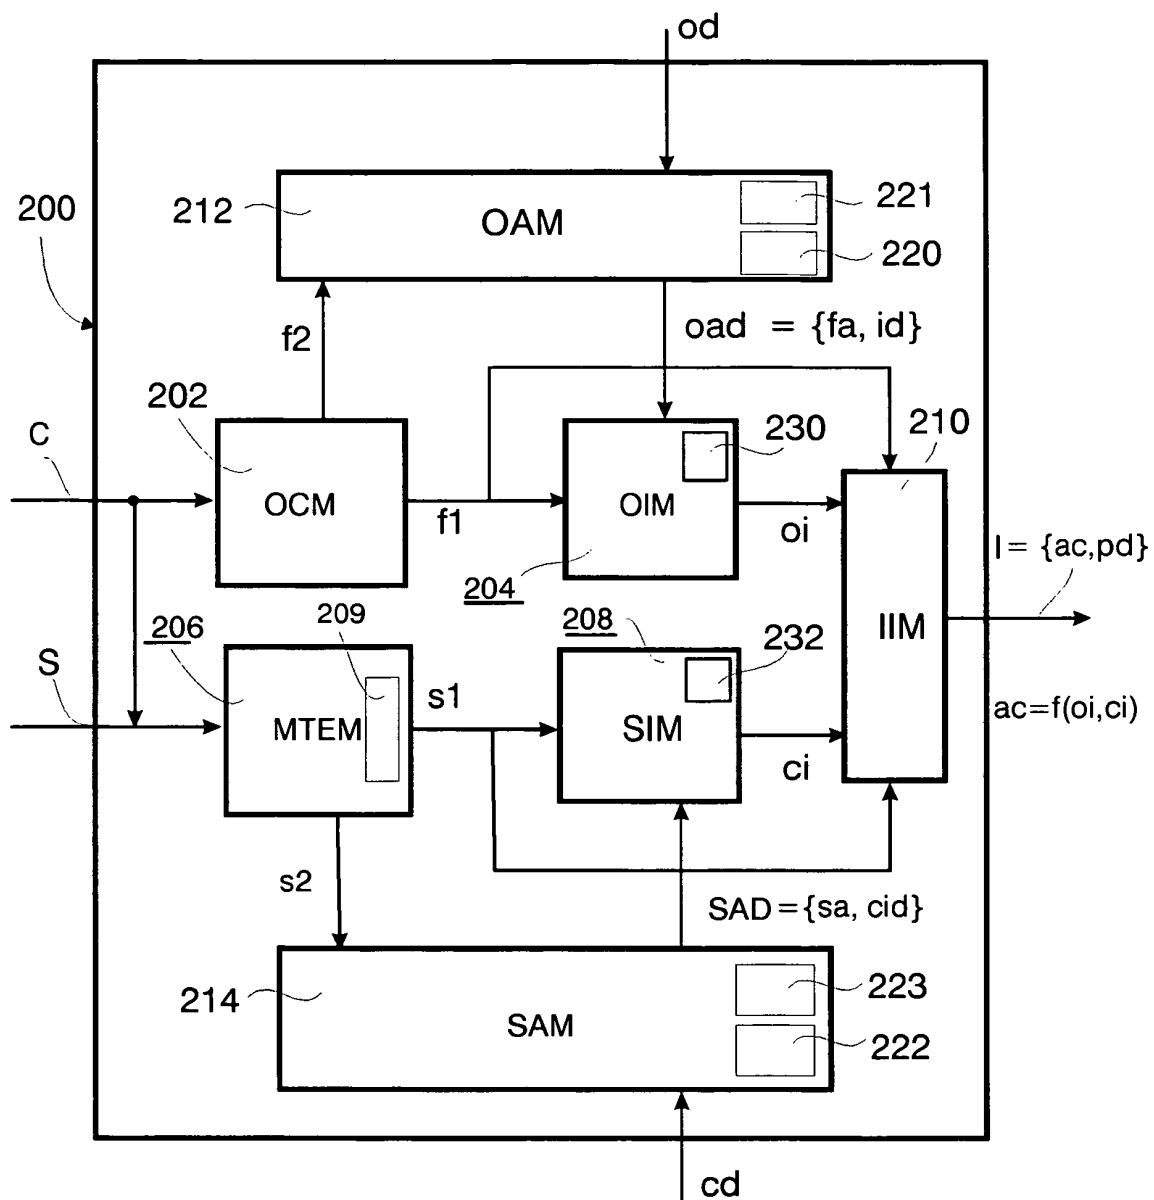 od
200
212
OAM
221
220
f2
oad = {fa, id}
202
230
210
C
OCM
f1
OIM
oi
204
I = {ac,pd}
206
209
208
232
IIM
S
s1
MTEM
SIM
ac=f(oi,ci)
ci
s2
SAD = {sa, cid}
214
SAM
223
222
cd